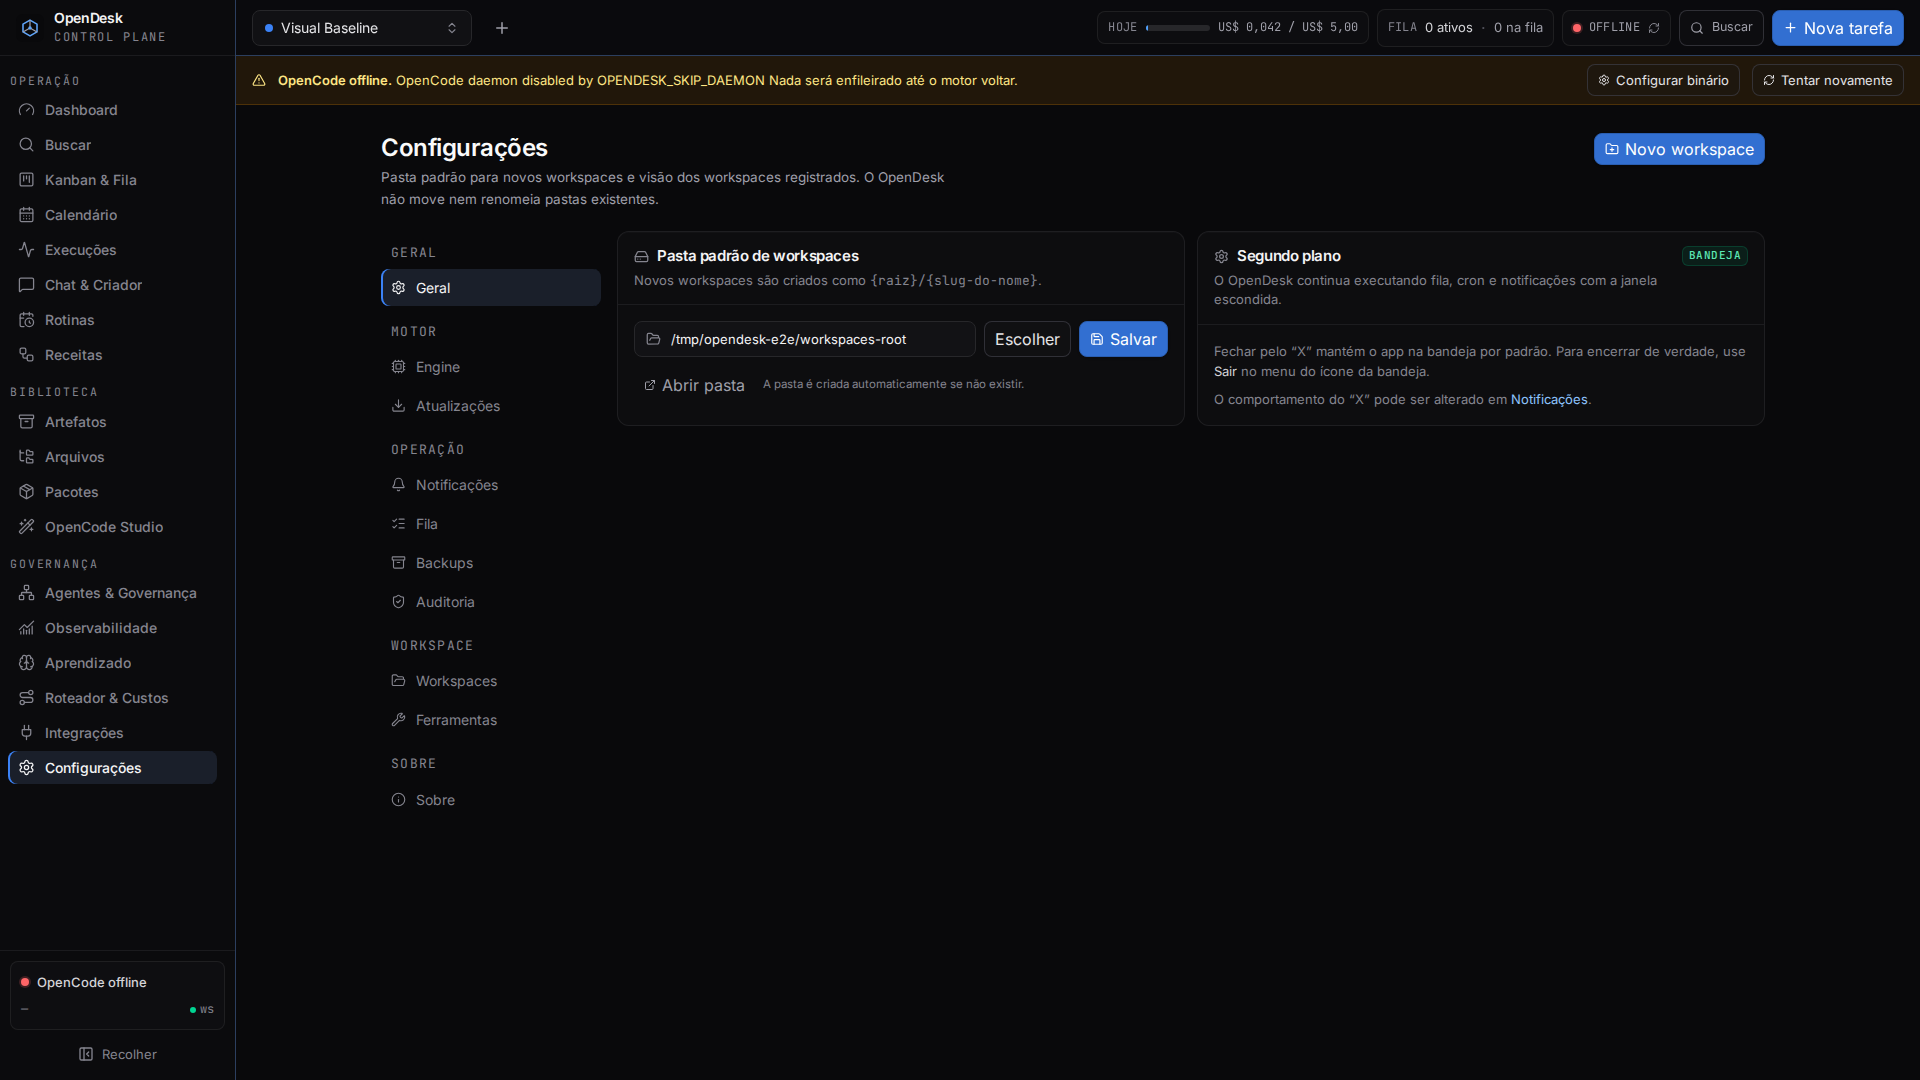 OpenDesk
CONTROL PLANE
Visual Baseline
HOJE US$ 0,042 / US$ 5,00
FILA 0 ativos · 0 na fila
OFFLINE
Buscar
Nova tarefa
OpenCode offline. OpenCode daemon disabled by OPENDESK_SKIP_DAEMON Nada será enfileirado até o motor voltar.
Configurar binário
Tentar novamente
OPERAÇÃO
Dashboard
Buscar
Kanban & Fila
Calendário
Execuções
Chat & Criador
Rotinas
Receitas
BIBLIOTECA
Artefatos
Arquivos
Pacotes
OpenCode Studio
GOVERNANÇA
Agentes & Governança
Observabilidade
Aprendizado
Roteador & Custos
Integrações
Configurações
OpenCode offline
—
WS
Recolher
Configurações
Pasta padrão para novos workspaces e visão dos workspaces registrados. O OpenDesk
não move nem renomeia pastas existentes.
Novo workspace
GERAL
Geral
MOTOR
Engine
Atualizações
OPERAÇÃO
Notificações
Fila
Backups
Auditoria
WORKSPACE
Workspaces
Ferramentas
SOBRE
Sobre
Pasta padrão de workspaces
Novos workspaces são criados como {raiz}/{slug-do-nome}.
/tmp/opendesk-e2e/workspaces-root
Escolher
Salvar
Abrir pasta
A pasta é criada automaticamente se não existir.
Segundo plano
BANDEJA
O OpenDesk continua executando fila, cron e notificações com a janela
escondida.
Fechar pelo “X” mantém o app na bandeja por padrão. Para encerrar de verdade, use
Sair no menu do ícone da bandeja.
O comportamento do “X” pode ser alterado em Notificações.